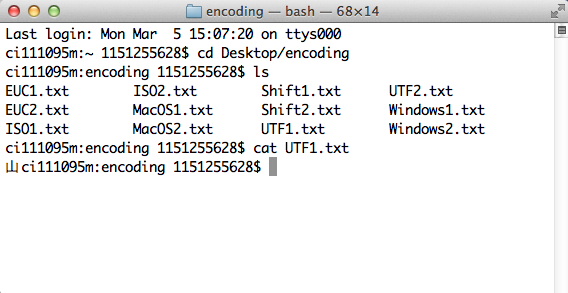 encoding — bash — 68×14
Last login: Mon Mar  5 15:07:20 on ttys000
ci111095m:~ 1151255628$ cd Desktop/encoding
ci111095m:encoding 1151255628$ ls
EUC1.txt        ISO2.txt        Shift1.txt      UTF2.txt
EUC2.txt        MacOS1.txt      Shift2.txt      Windows1.txt
ISO1.txt        MacOS2.txt      UTF1.txt        Windows2.txt
ci111095m:encoding 1151255628$ cat UTF1.txt
山ci111095m:encoding 1151255628$